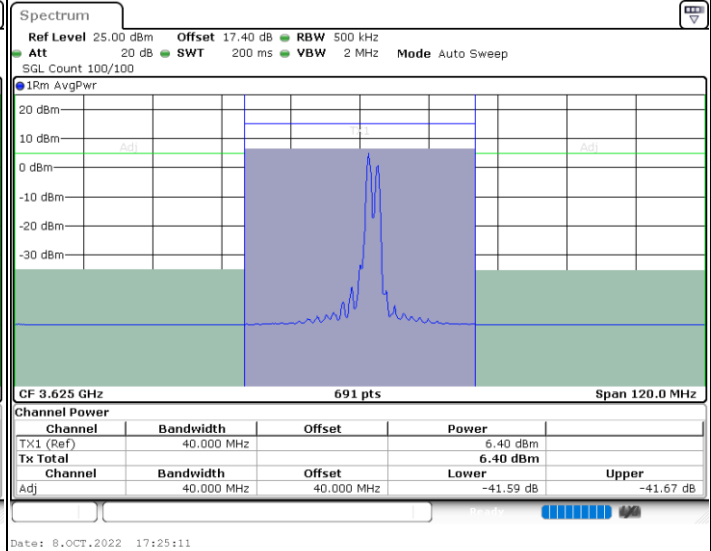 Spectrum
Ref Level 25.00 dBm Offset 17.40 dB RBW 500 kHz
Att 20 dB SWT 200 ms VBW 2 MHz Mode Auto Sweep
SGL Count 100/100
1Rm AvgPwr
20 dBm
TX1
10 dBm
Adj Adj
0 dBm
-10 dBm
-20 dBm
-30 dBm
CF 3.625 GHz 691 pts Span 120.0 MHz
Channel Power
Channel Bandwidth Offset Power
TX1 (Ref) 40.000 MHz 6.40 dBm
Tx Total 6.40 dBm
Channel Bandwidth Offset Lower Upper
Adj 40.000 MHz 40.000 MHz -41.59 dB -41.67 dB
Ready
Date: 8.OCT.2022 17:25:11